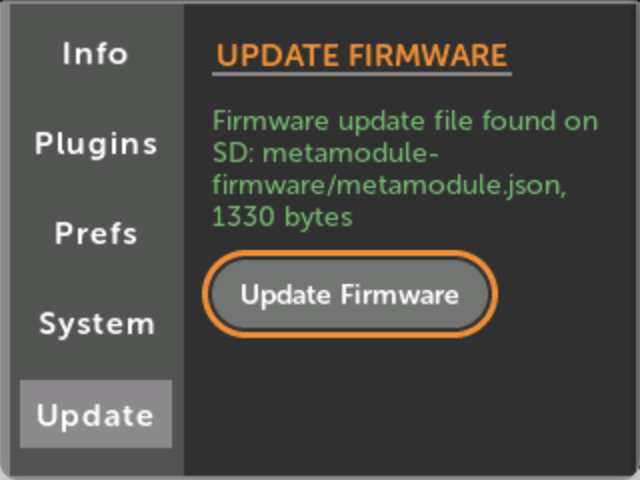 Info
Plugins
Prefs
System
Update
UPDATE FIRMWARE
Firmware update file found on
SD: metamodule-
firmware/metamodule.json,
1330 bytes
Update Firmware